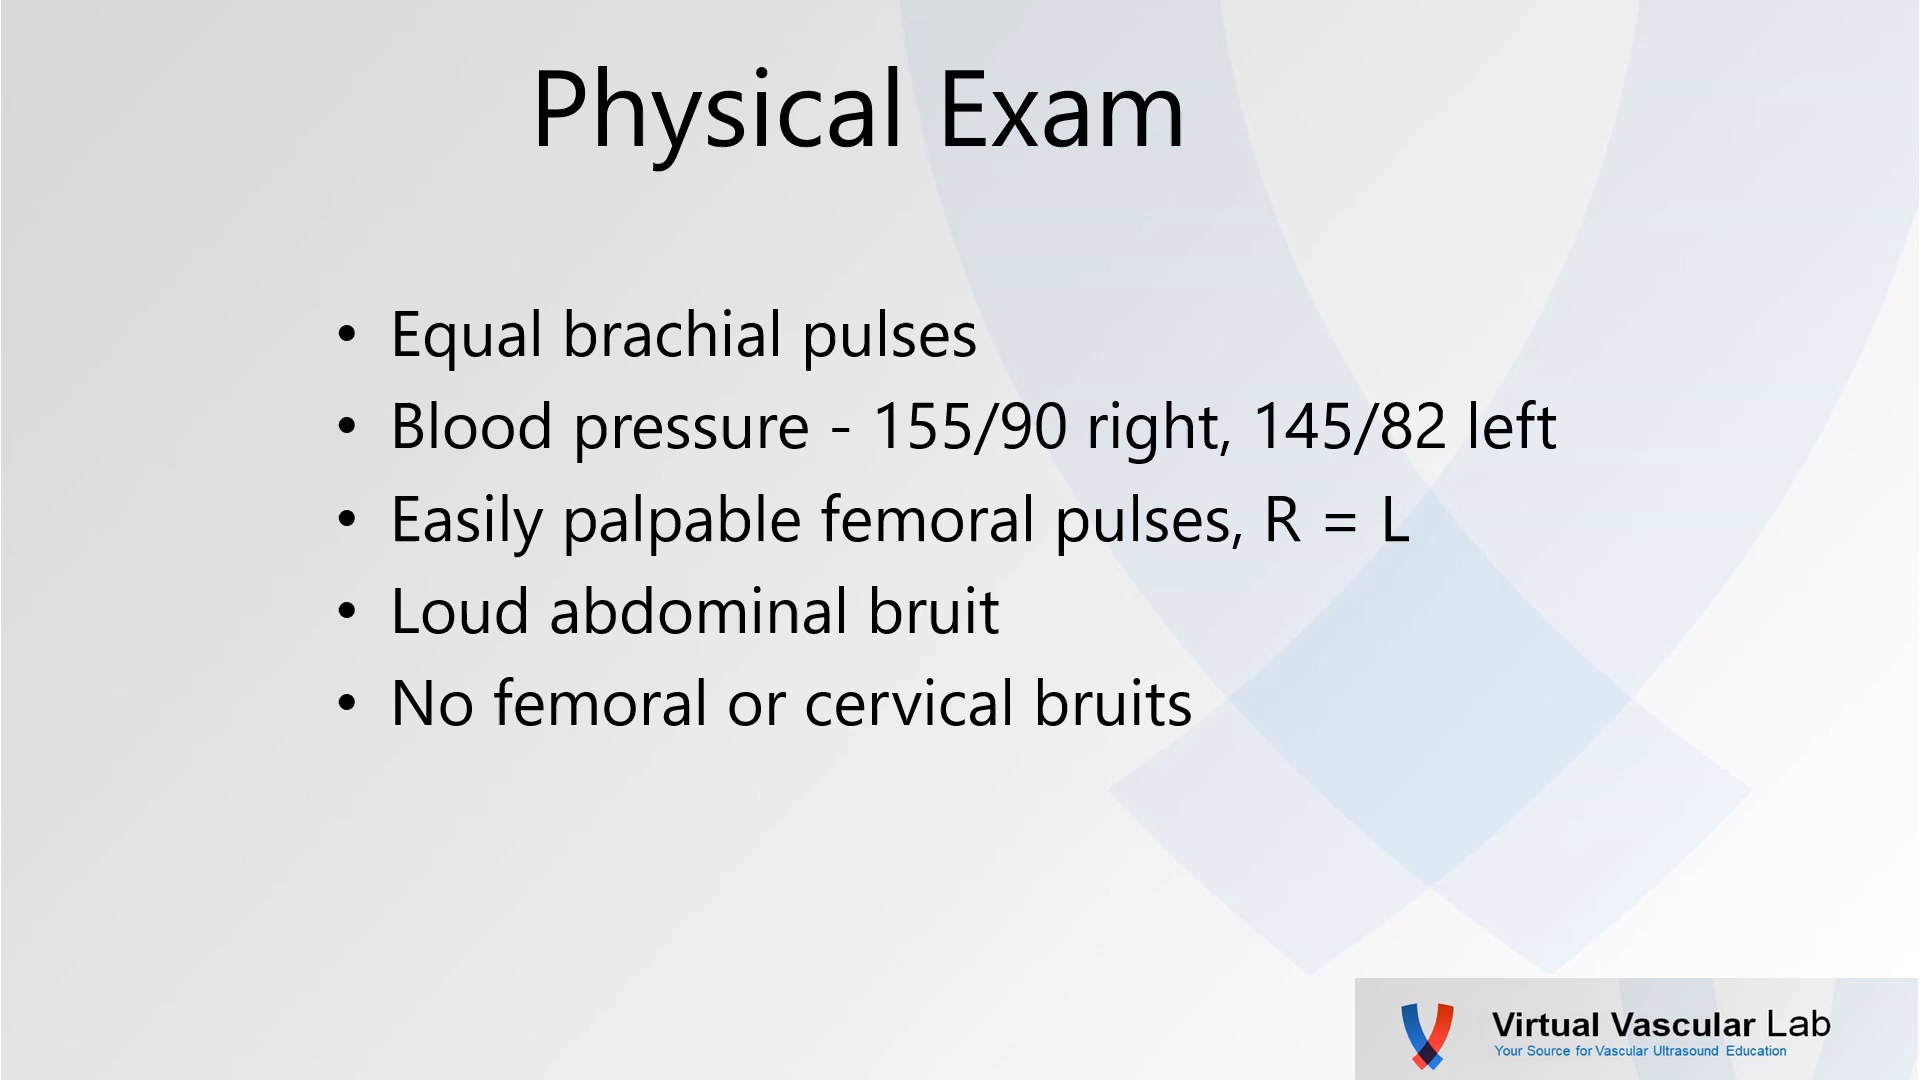 Physical Exam
• Equal brachial pulses
• Blood pressure - 155/90 right, 145/82 left
• Easily palpable femoral pulses, R = L
• Loud abdominal bruit
• No femoral or cervical bruits
Virtual Vascular Lab
Your Source for Vascular Ultrasound Education